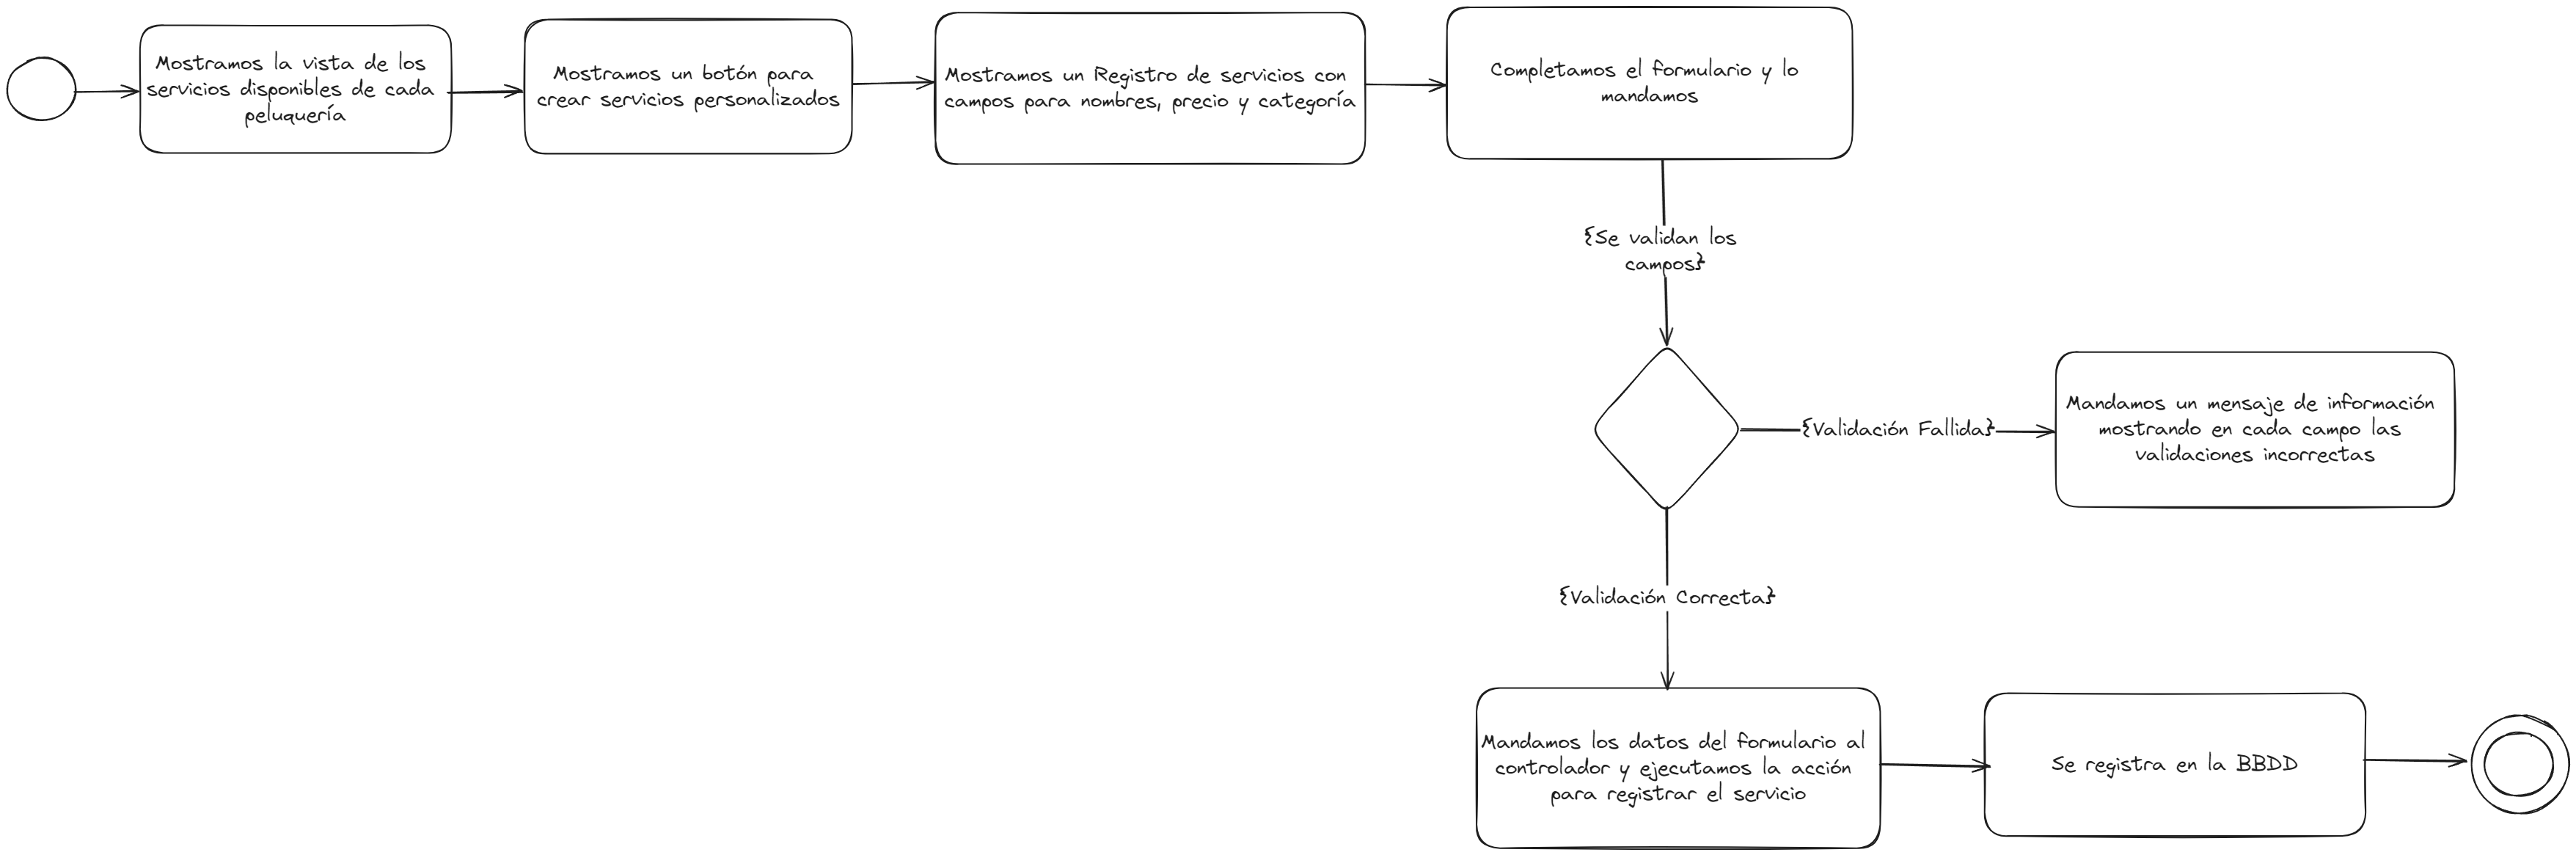 Mostramos la vista de los
servicios disponibles de cada
peluquería
Mostramos un botón para
crear servicios personalizados
Mostramos un Registro de servicios con
campos para nombres, precio y categoría
Completamos el formulario y lo
mandamos
{Se validan los
campos}
{Validación Fallida}
Mandamos un mensaje de información
mostrando en cada campo las
validaciones incorrectas
{Validación Correcta}
Mandamos los datos del formulario al
controlador y ejecutamos la acción
para registrar el servicio
Se registra en la BBDD